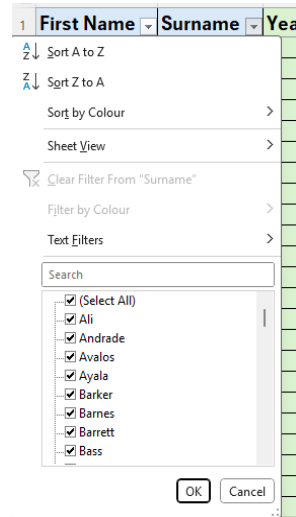 1 First Name Surname Yea
Sort A to Z
Sort Z to A
Sort by Colour
Sheet View
Clear Filter From "Surname"
Filter by Colour
Text Filters
Search
(Select All)
Ali
Andrade
Avalos
Ayala
Barker
Barnes
Barrett
Bass
OK Cancel